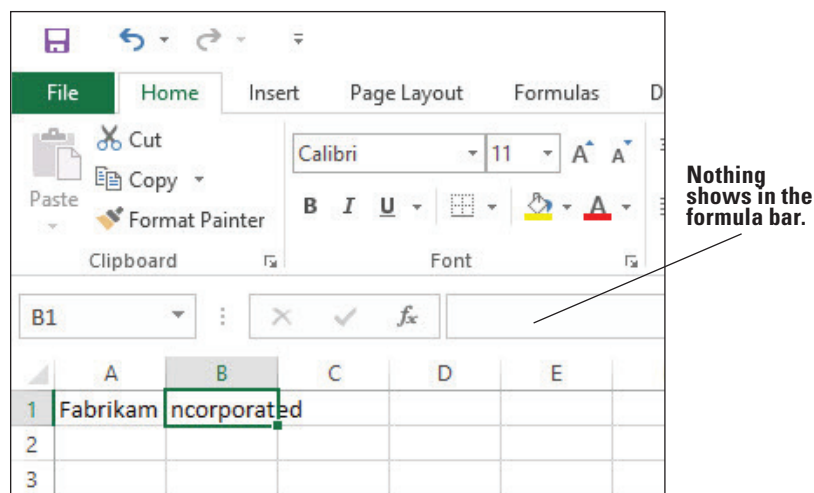 File Home Insert Page Layout Formulas D
Cut
Copy
Paste
Format Painter
Clipboard
Calibri 11 A A
B I U A
Font
Nothing
shows in the
formula bar.
B1 fx
A B C D E
1 Fabrikam ncorporated
2
3